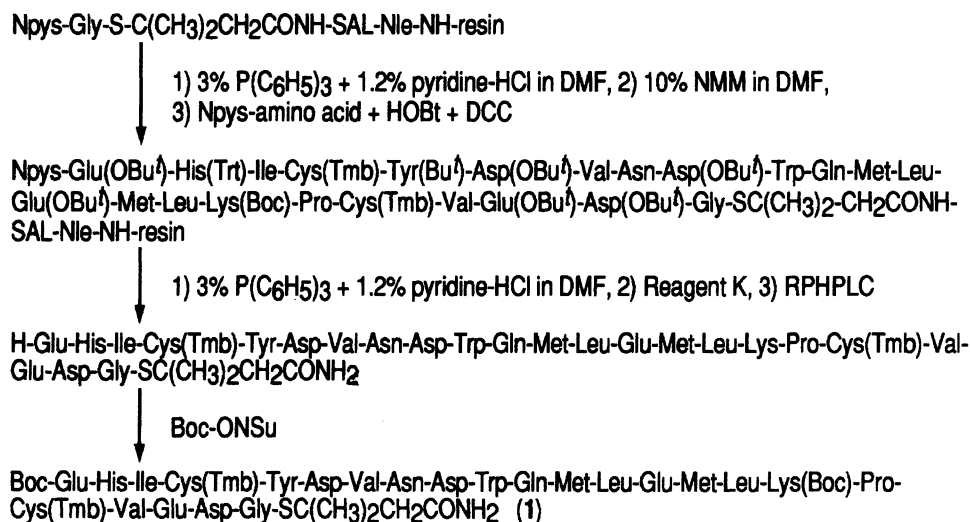 Npys-Gly-S-C(CH3)2CH2CONH-SAL-Nle-NH-resin
1) 3% P(C6H5)3 + 1.2% pyridine-HCl in DMF, 2) 10% NMM in DMF,
3) Npys-amino acid + HOBt + DCC
Npys-Glu(OBuᵗ)-His(Trt)-Ile-Cys(Tmb)-Tyr(Buᵗ)-Asp(OBuᵗ)-Val-Asn-Asp(OBuᵗ)-Trp-Gln-Met-Leu-
Glu(OBuᵗ)-Met-Leu-Lys(Boc)-Pro-Cys(Tmb)-Val-Glu(OBuᵗ)-Asp(OBuᵗ)-Gly-SC(CH3)2-CH2CONH-
SAL-Nle-NH-resin
1) 3% P(C6H5)3 + 1.2% pyridine-HCl in DMF, 2) Reagent K, 3) RPHPLC
H-Glu-His-Ile-Cys(Tmb)-Tyr-Asp-Val-Asn-Asp-Trp-Gln-Met-Leu-Glu-Met-Leu-Lys-Pro-Cys(Tmb)-Val-
Glu-Asp-Gly-SC(CH3)2CH2CONH2
Boc-ONSu
Boc-Glu-His-Ile-Cys(Tmb)-Tyr-Asp-Val-Asn-Asp-Trp-Gln-Met-Leu-Glu-Met-Leu-Lys(Boc)-Pro-
Cys(Tmb)-Val-Glu-Asp-Gly-SC(CH3)2CH2CONH2 (1)